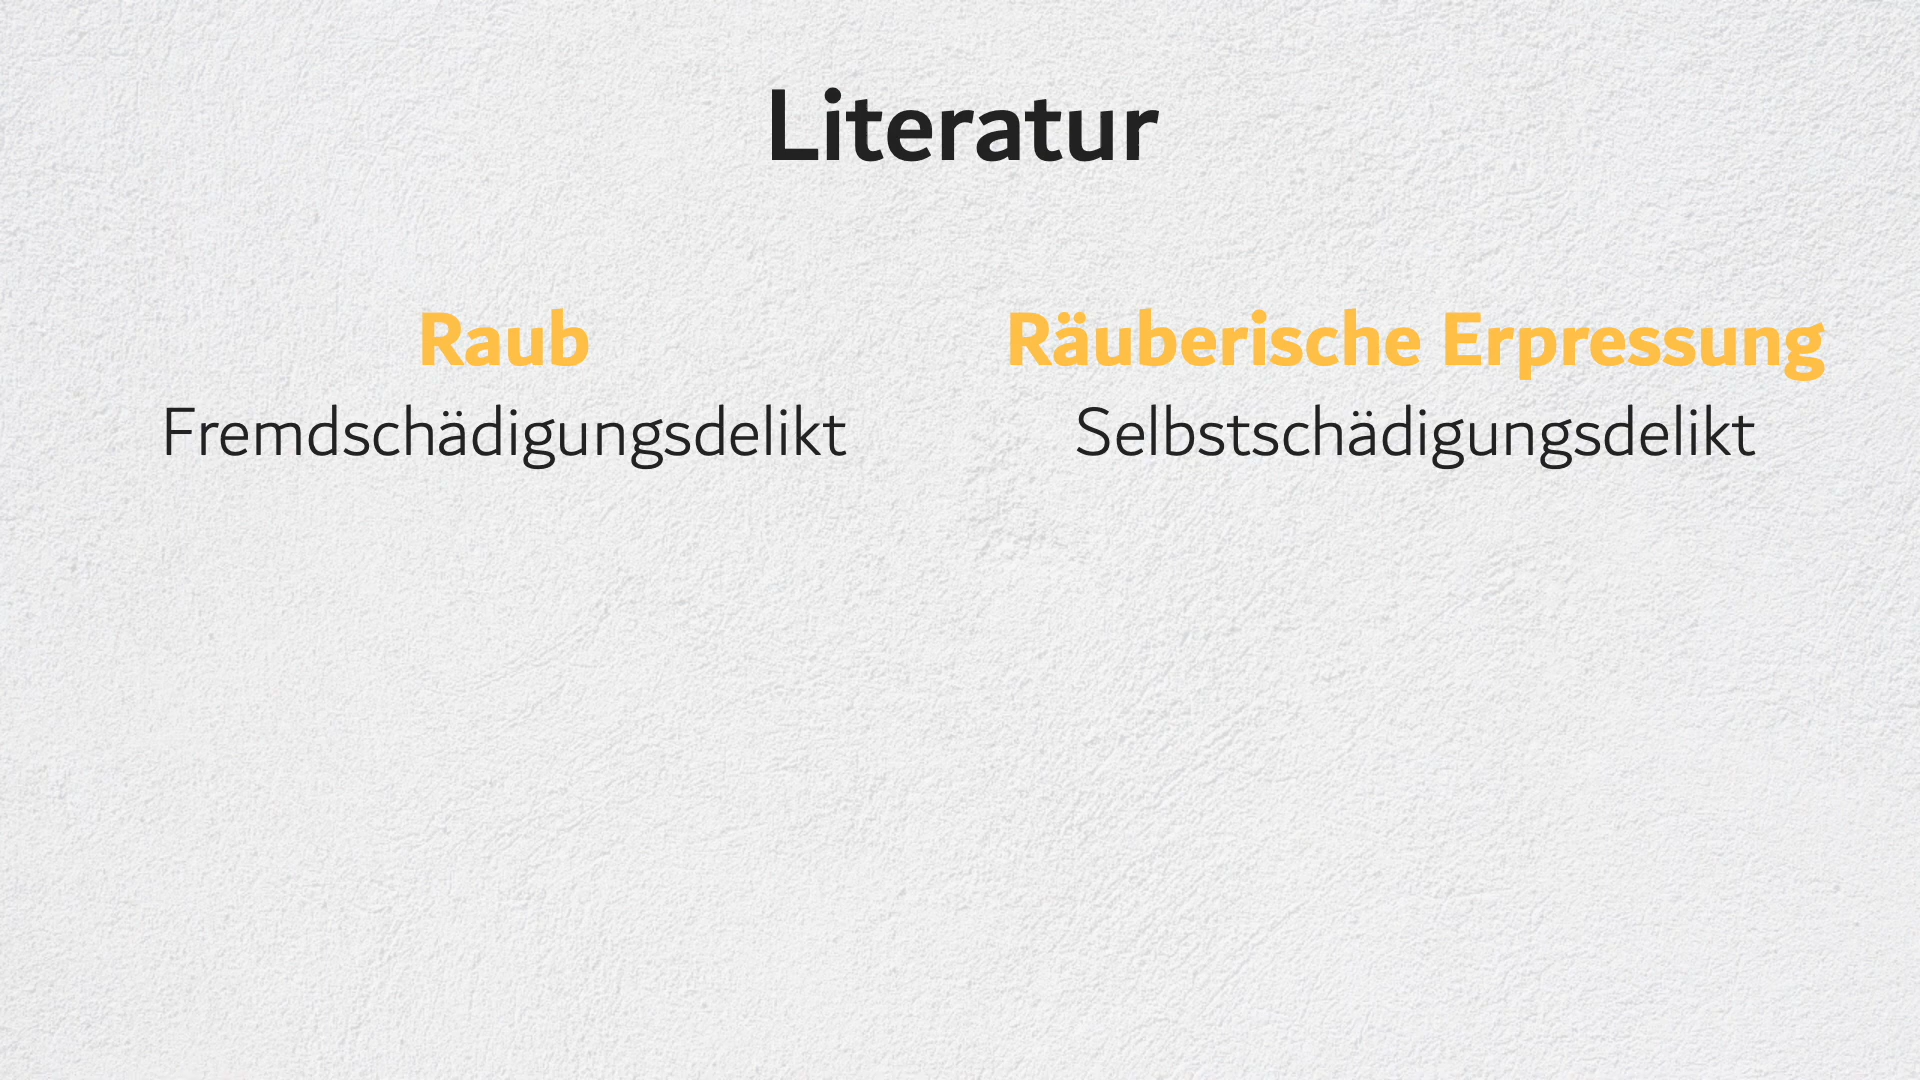 Literatur
Raub
Fremdschädigungsdelikt
Räuberische Erpressung
Selbstschädigungsdelikt